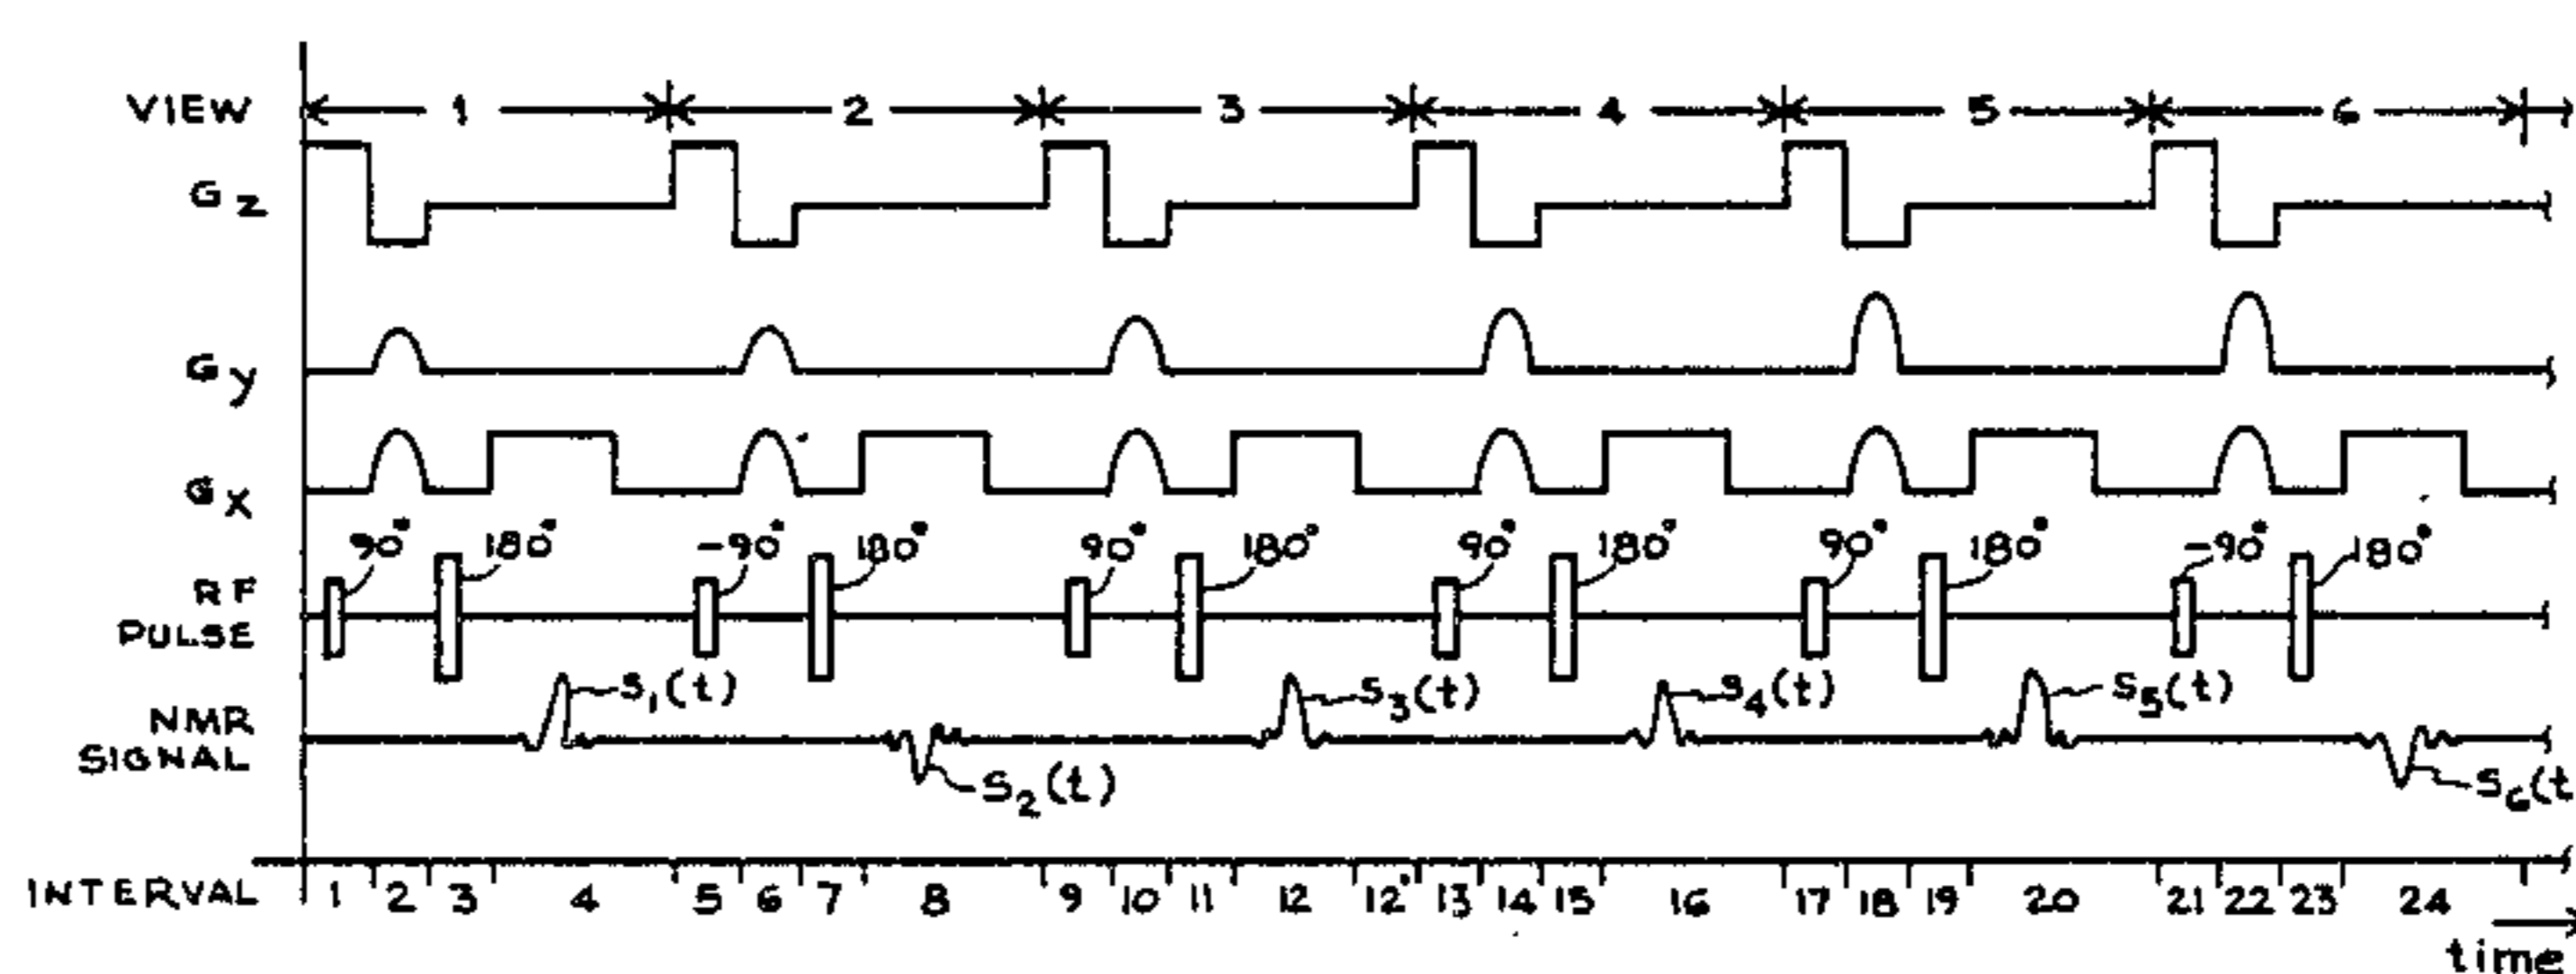 VIEW 1 2 3 4 5 6
Gz
Gy
Gx
90° 180° -90° 180° 90° 180° 90° 180° 90° 180° -90° 180°
RF
PULSE
S1(t) S3(t) S4(t) S5(t)
NMR
SIGNAL
S2(t) S6(t
INTERVAL 1 2 3 4 5 6 7 8 9 10 11 12 12' 13 14 15 16 17 18 19 20 21 22 23 24
time